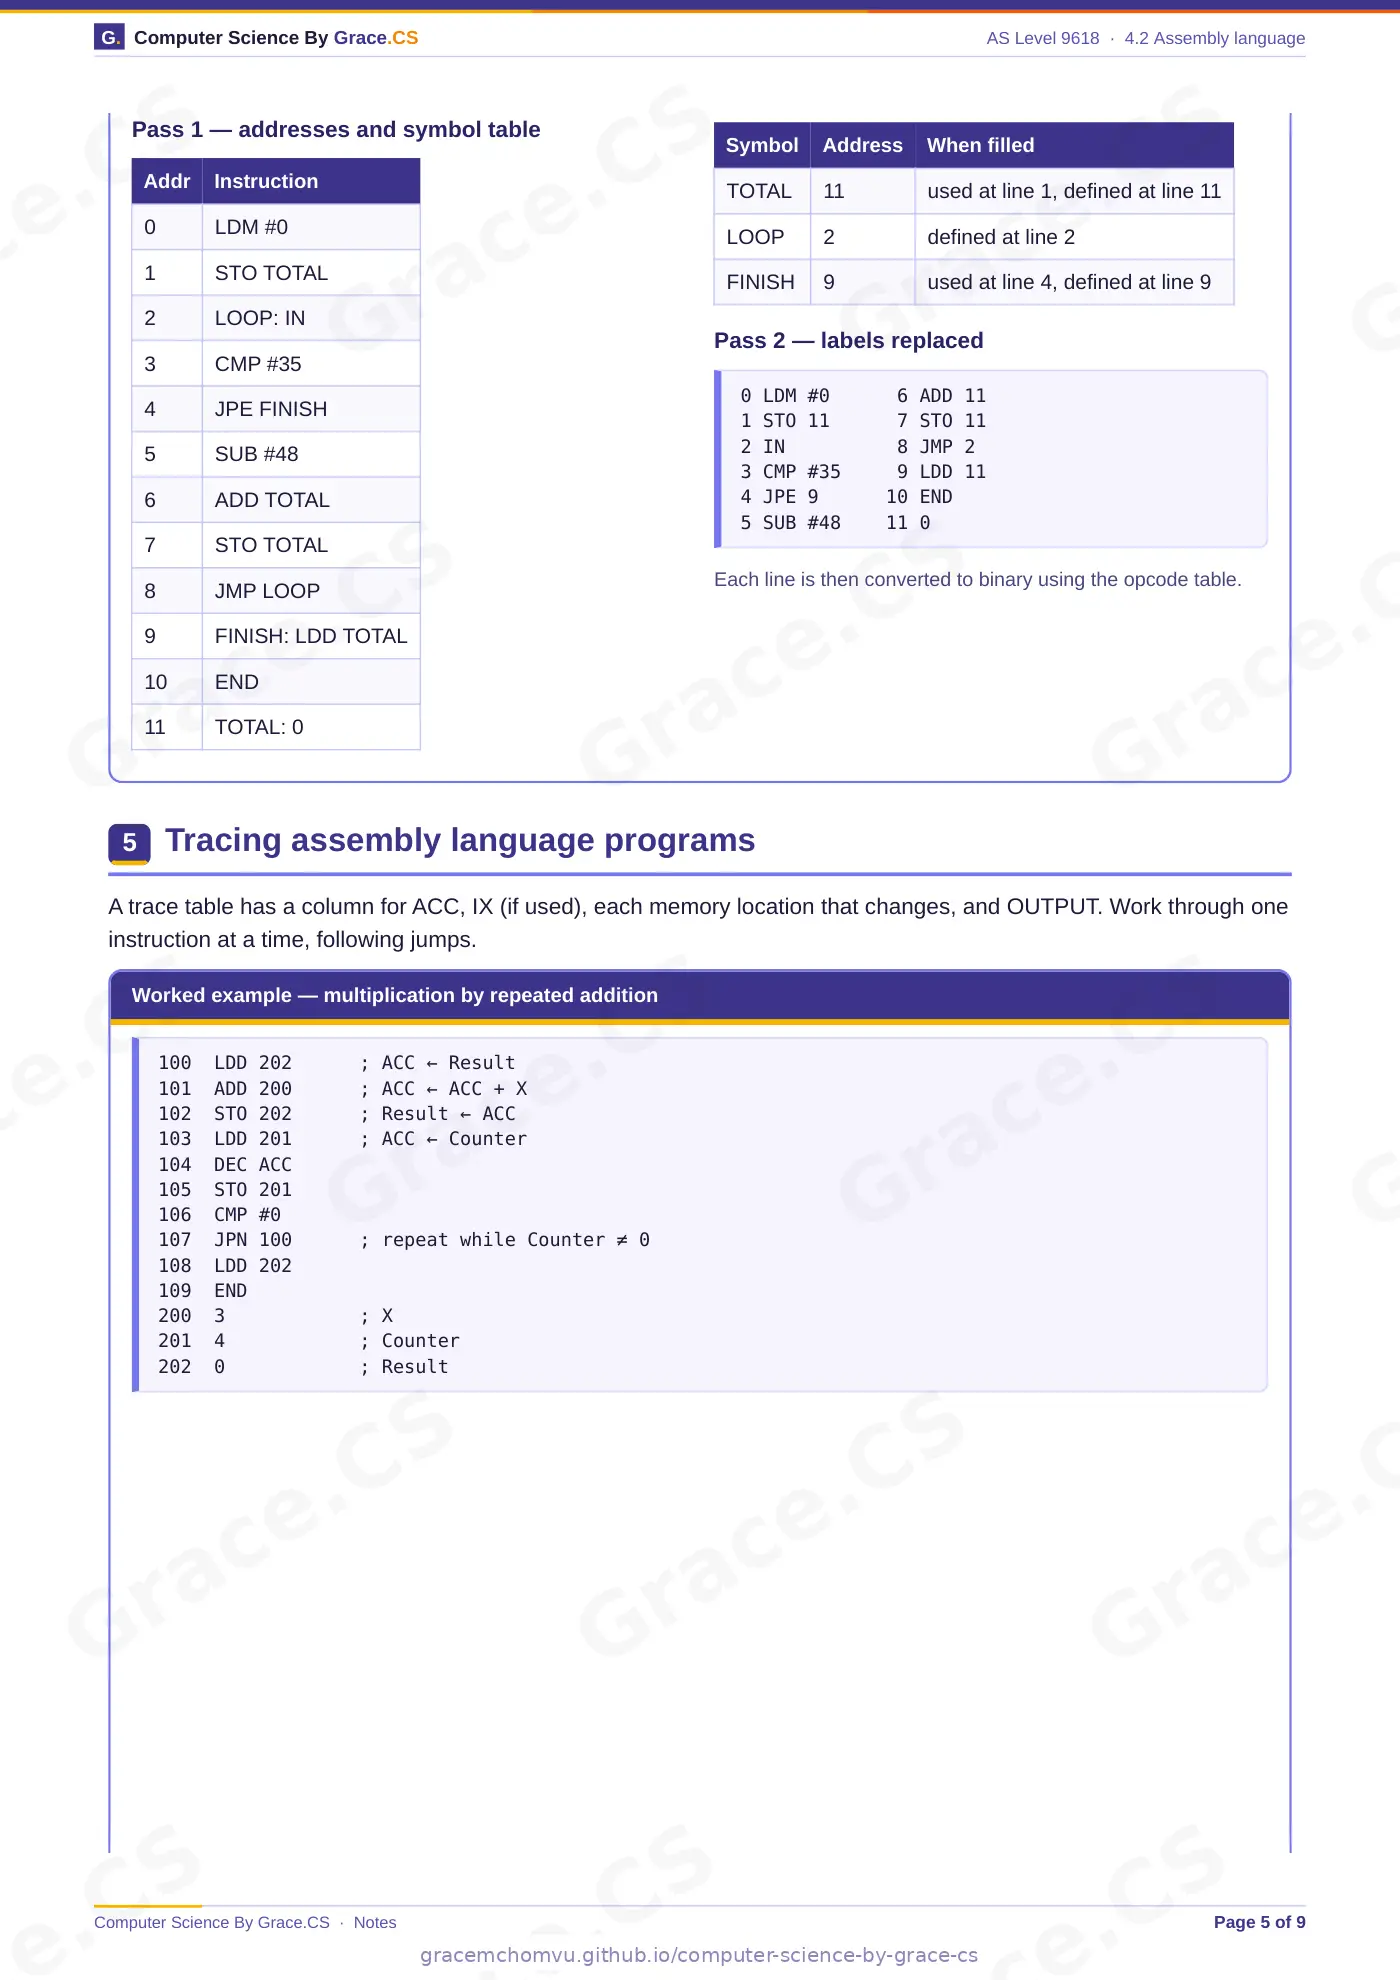 G. Computer Science By Grace.CS
AS Level 9618 · 4.2 Assembly language
Pass 1 — addresses and symbol table
Addr Instruction
0 LDM #0
1 STO TOTAL
2 LOOP: IN
3 CMP #35
4 JPE FINISH
5 SUB #48
6 ADD TOTAL
7 STO TOTAL
8 JMP LOOP
9 FINISH: LDD TOTAL
10 END
11 TOTAL: 0
Symbol Address When filled
TOTAL 11 used at line 1, defined at line 11
LOOP 2 defined at line 2
FINISH 9 used at line 4, defined at line 9
Pass 2 — labels replaced
0 LDM #0 6 ADD 11
1 STO 11 7 STO 11
2 IN 8 JMP 2
3 CMP #35 9 LDD 11
4 JPE 9 10 END
5 SUB #48 11 0
Each line is then converted to binary using the opcode table.
5 Tracing assembly language programs
A trace table has a column for ACC, IX (if used), each memory location that changes, and OUTPUT. Work through one
instruction at a time, following jumps.
Worked example — multiplication by repeated addition
100 LDD 202 ; ACC ← Result
101 ADD 200 ; ACC ← ACC + X
102 STO 202 ; Result ← ACC
103 LDD 201 ; ACC ← Counter
104 DEC ACC
105 STO 201
106 CMP #0
107 JPN 100 ; repeat while Counter ≠ 0
108 LDD 202
109 END
200 3 ; X
201 4 ; Counter
202 0 ; Result
Computer Science By Grace.CS · Notes
Page 5 of 9
gracemchomvu.github.io/computer-science-by-grace-cs